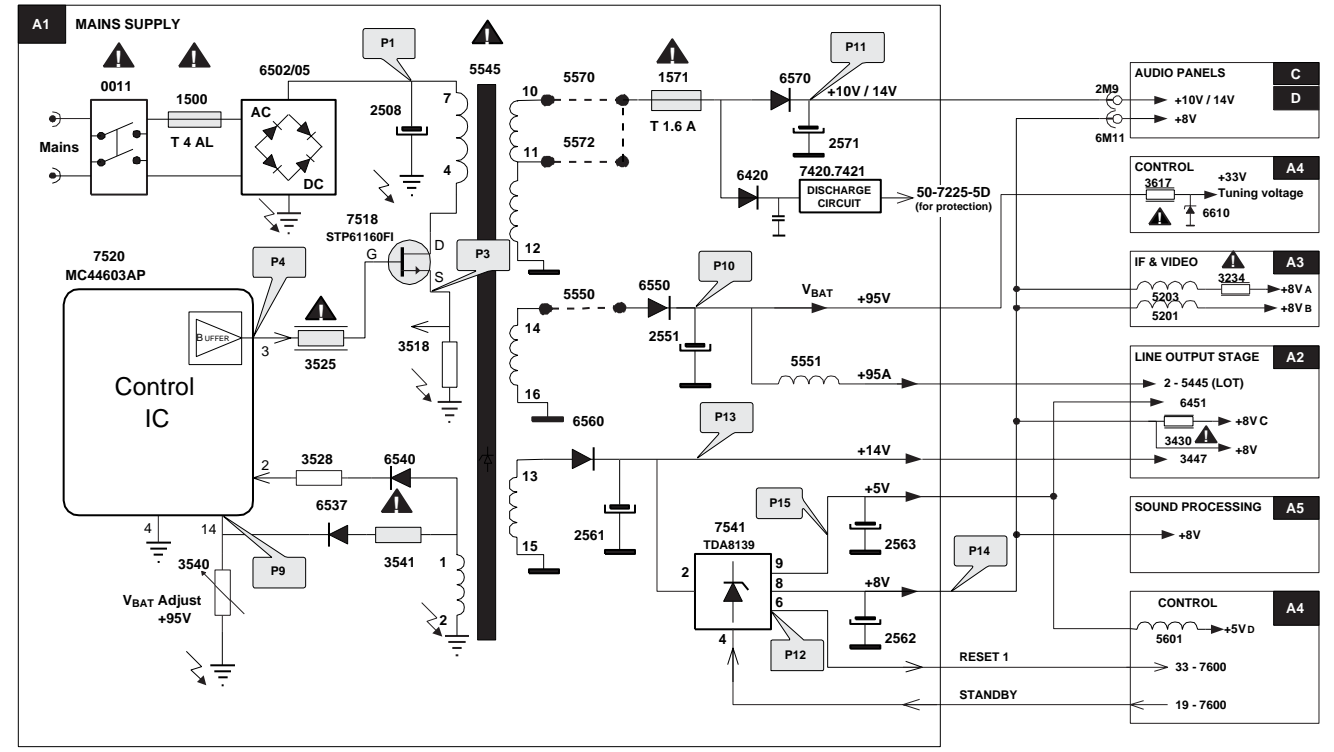 A1 MAINS SUPPLY
P1
P11
0011
1500
6502/05
5545
5570
1571
6570
+10V / 14V
AUDIO PANELS C
D
2M9
+10V / 14V
+8V
6M11
AC
DC
Mains
T 4 AL
2508
7
4
10
11
12
5572
T 1.6 A
2571
6420
7420.7421
DISCHARGE
CIRCUIT
50-7225-5D
(for protection)
CONTROL A4
3617
+33V
Tuning voltage
6610
7518
STP61160FI
D
G
S
P3
7520
MC44603AP
P4
BUFFER
3
3525
3518
Control
IC
5550
6550
P10
VBAT
+95V
14
16
2551
5551
+95A
IF & VIDEO A3
3234
5203
5201
+8V A
+8V B
LINE OUTPUT STAGE A2
2 - 5445 (LOT)
6451
+8V C
3430
+8V
3447
6560
P13
+14V
13
15
2561
2
3528
6540
6537
3541
4
14
P9
3540
VBAT Adjust
+95V
1
2
P15
+5V
2563
7541
TDA8139
2
9
8
6
4
+8V
P14
2562
P12
SOUND PROCESSING A5
+8V
CONTROL A4
5601
+5V D
RESET 1
33 - 7600
STANDBY
19 - 7600